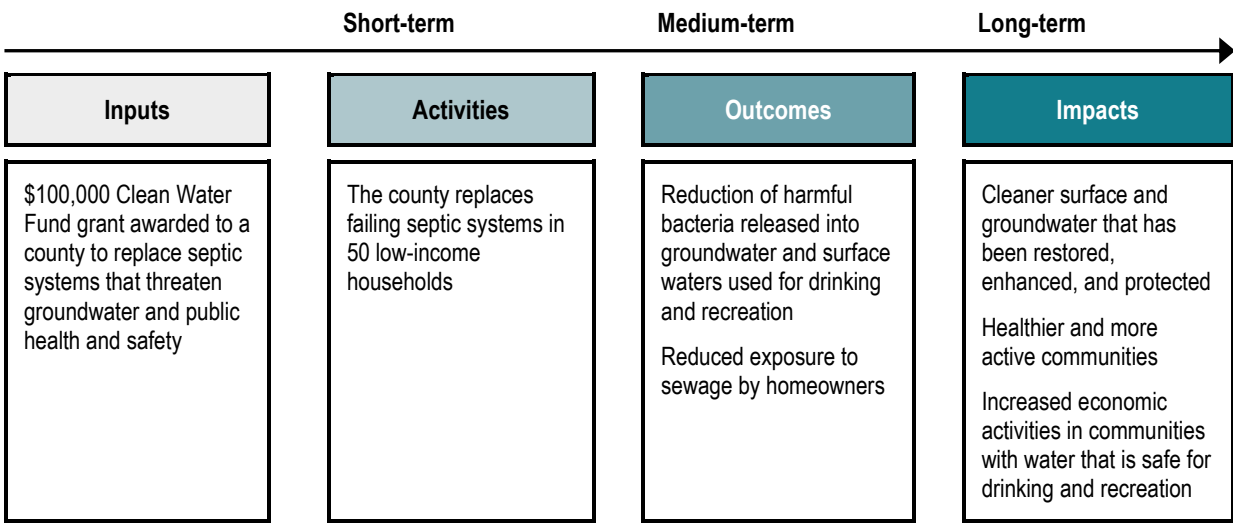 Short-term
Medium-term
Long-term
Inputs
Activities
Outcomes
Impacts
$100,000 Clean Water
Fund grant awarded to a
county to replace septic
systems that threaten
groundwater and public
health and safety
The county replaces
failing septic systems in
50 low-income
households
Reduction of harmful
bacteria released into
groundwater and surface
waters used for drinking
and recreation
Reduced exposure to
sewage by homeowners
Cleaner surface and
groundwater that has
been restored,
enhanced, and protected
Healthier and more
active communities
Increased economic
activities in communities
with water that is safe for
drinking and recreation